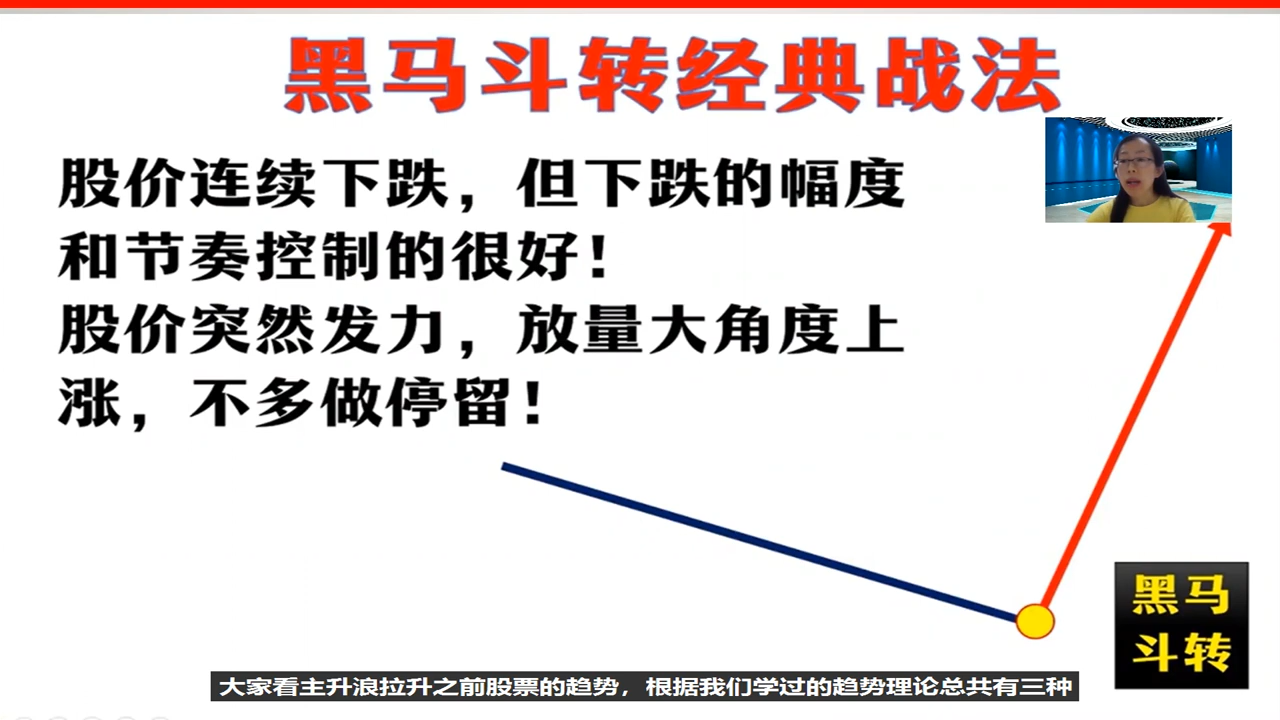 黑马斗转经典战法
股价连续下跌，但下跌的幅度
和节奏控制的很好！
股价突然发力，放量大角度上
涨，不多做停留！
黑马
斗转
大家看主升浪拉升之前股票的趋势，根据我们学过的趋势理论总共有三种